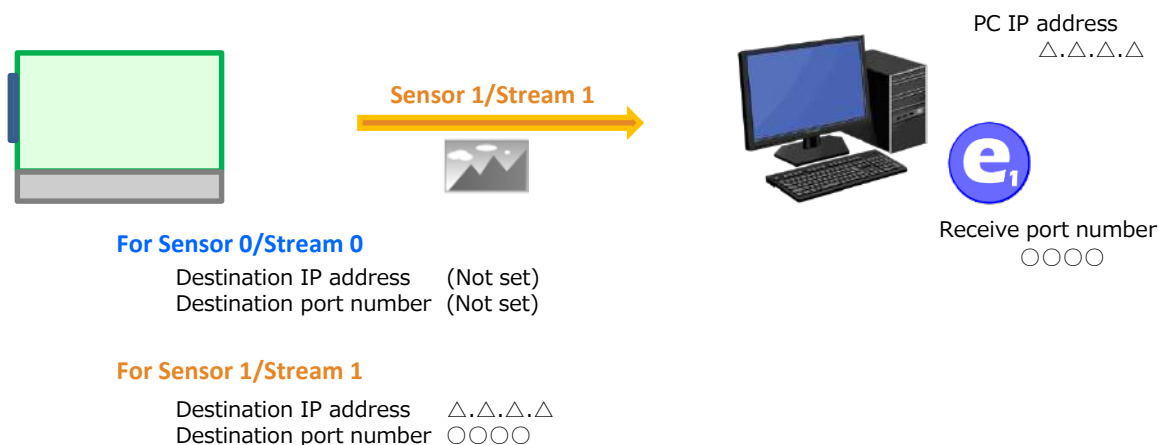 PC IP address
△.△.△.△
Sensor 1/Stream 1
e1
Receive port number
○○○○
For Sensor 0/Stream 0
Destination IP address (Not set)
Destination port number (Not set)
For Sensor 1/Stream 1
Destination IP address △.△.△.△
Destination port number ○○○○